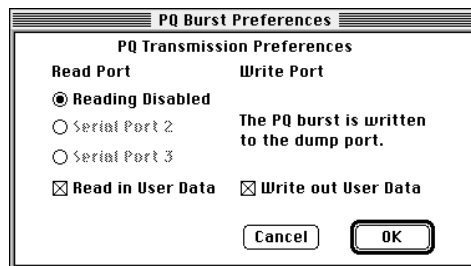 PQ Burst Preferences
PQ Transmission Preferences
Read Port
Write Port
Reading Disabled
Serial Port 2
Serial Port 3
The PQ burst is written
to the dump port.
Read in User Data
Write out User Data
Cancel
OK